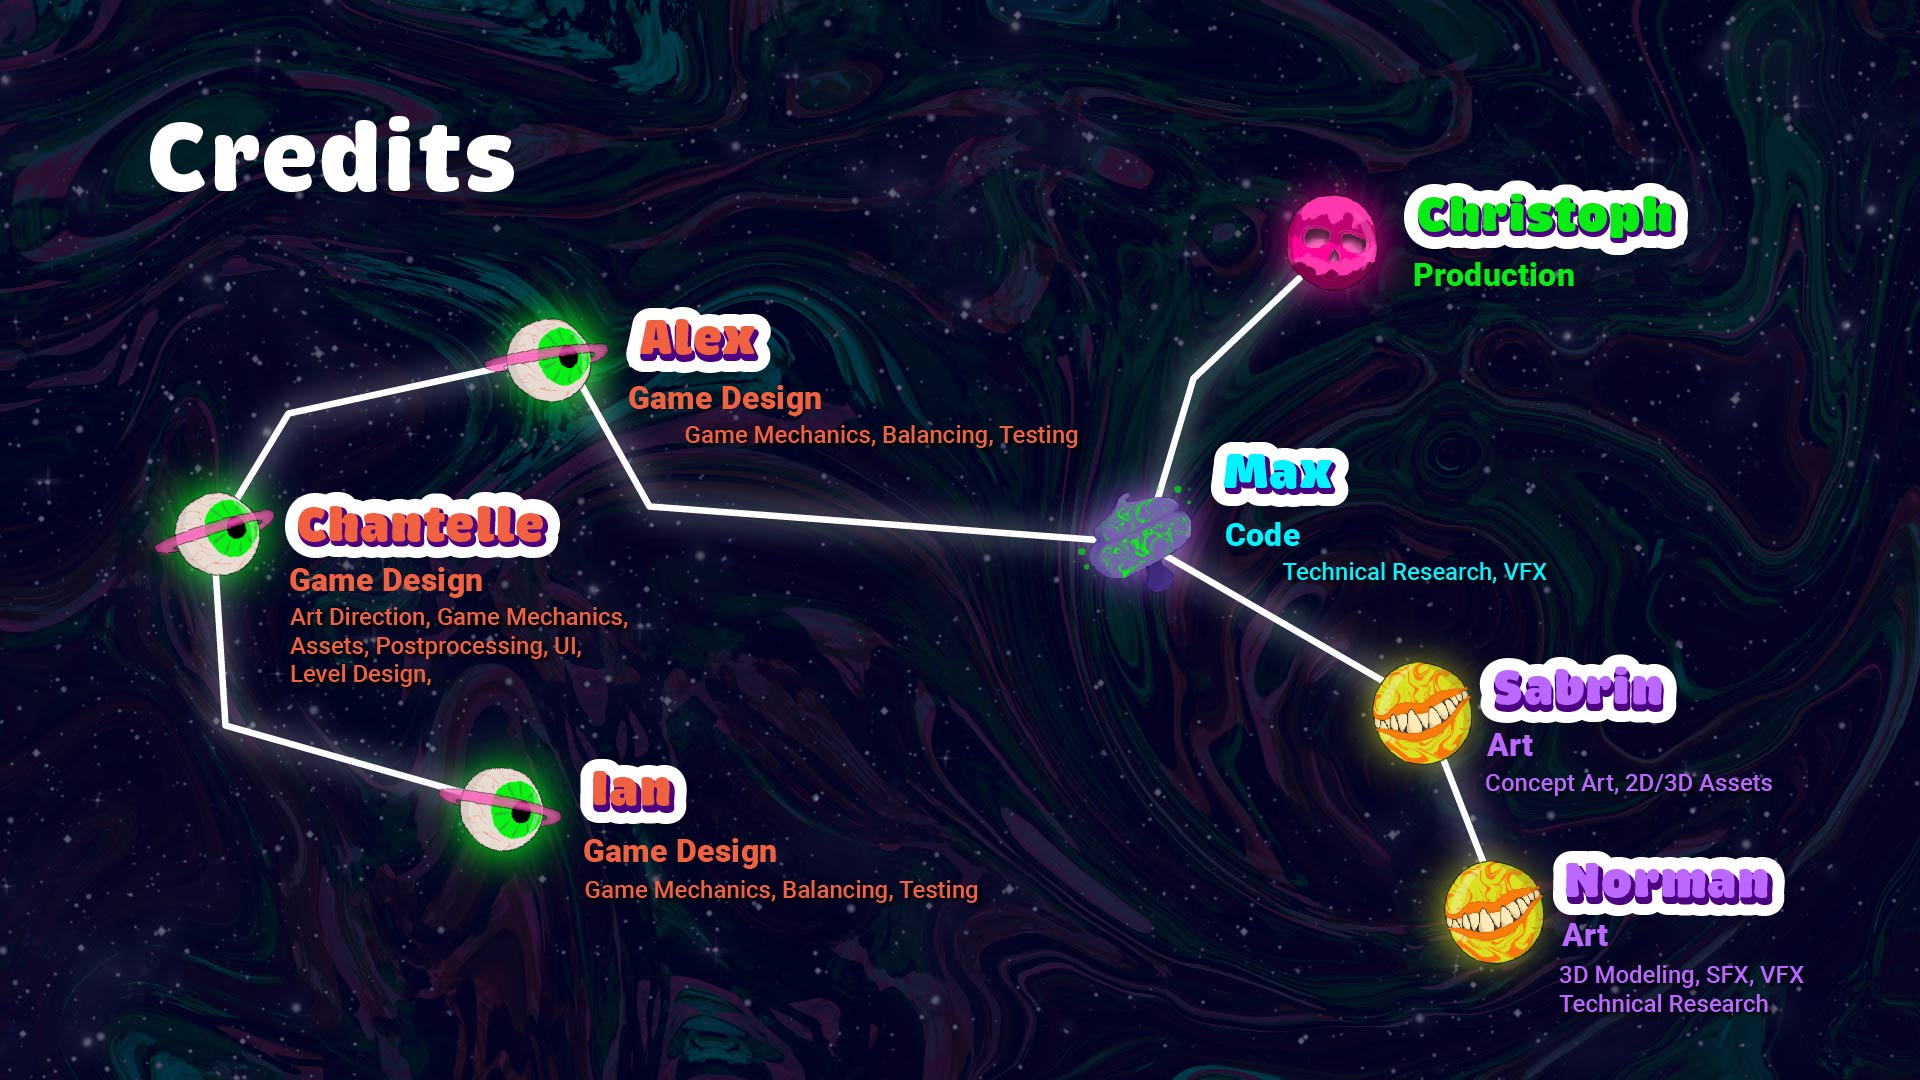 Credits
Christoph
Production
Alex
Game Design
Game Mechanics, Balancing, Testing
Max
Code
Technical Research, VFX
Chantelle
Game Design
Art Direction, Game Mechanics,
Assets, Postprocessing, UI,
Level Design,
Sabrin
Art
Concept Art, 2D/3D Assets
Ian
Game Design
Game Mechanics, Balancing, Testing
Norman
Art
3D Modeling, SFX, VFX
Technical Research